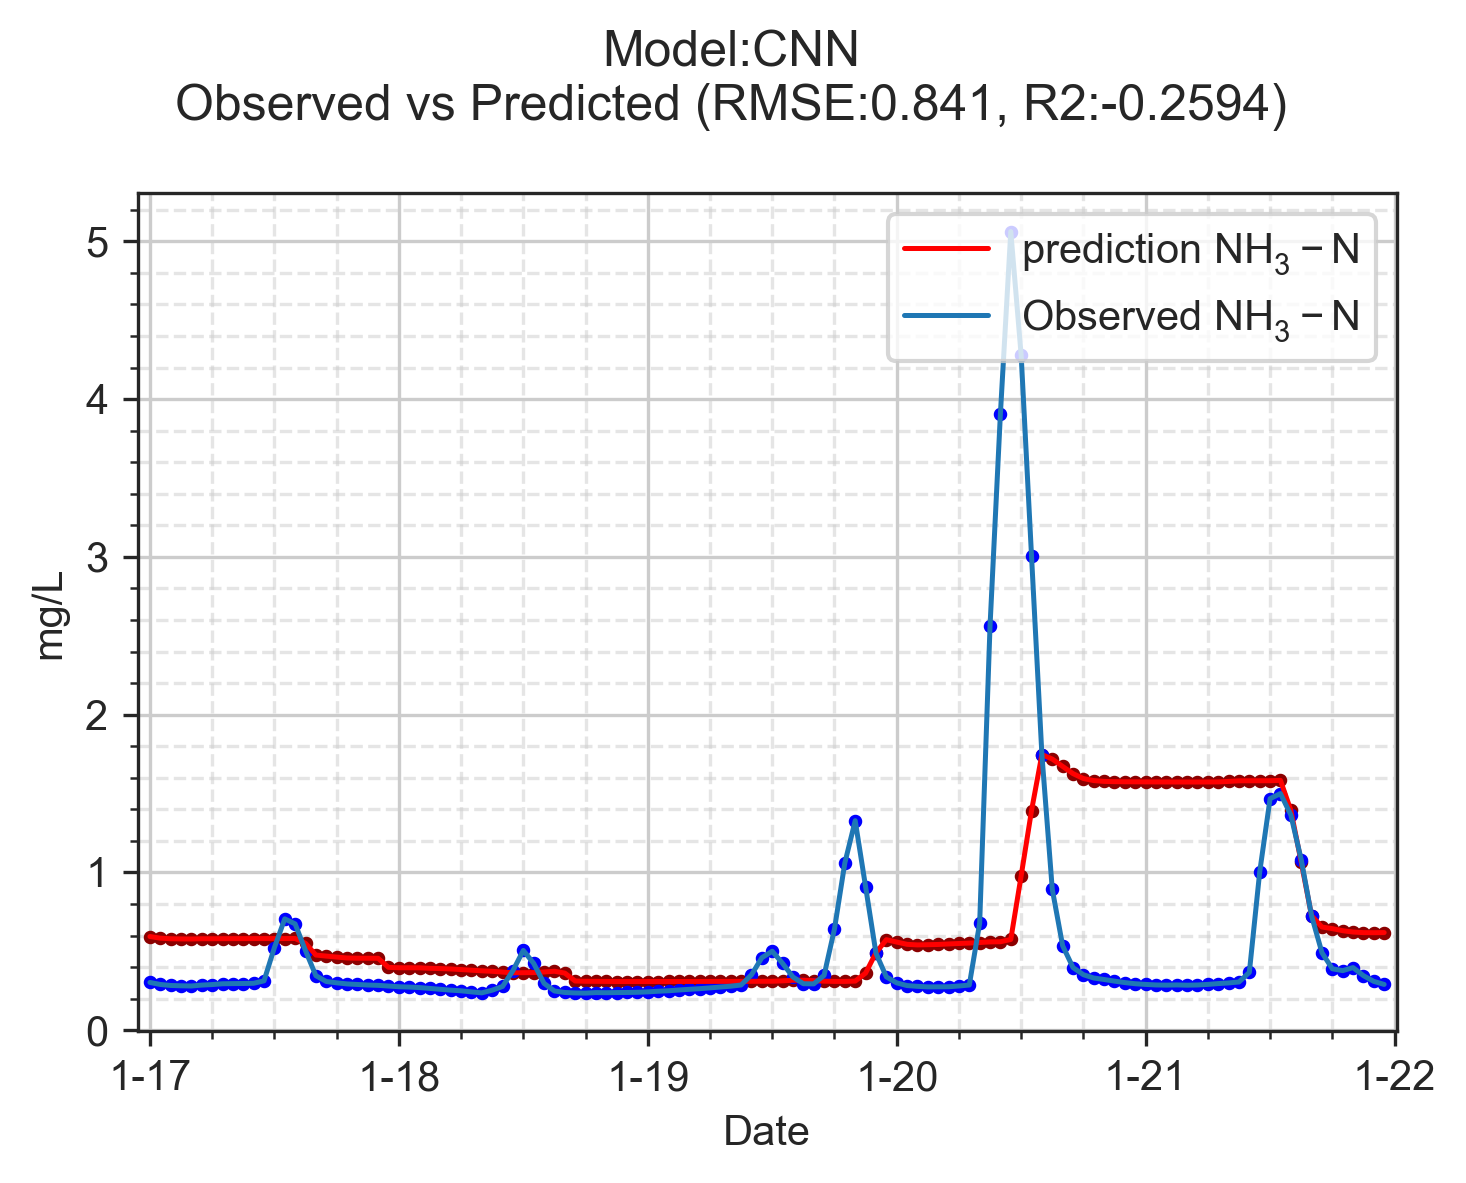 Model:CNN
Observed vs Predicted (RMSE:0.841, R2:-0.2594)
prediction NH₃ − N
Observed NH₃ − N
5
4
3
2
1
0
mg/L
1-17 1-18 1-19 1-20 1-21 1-22
Date